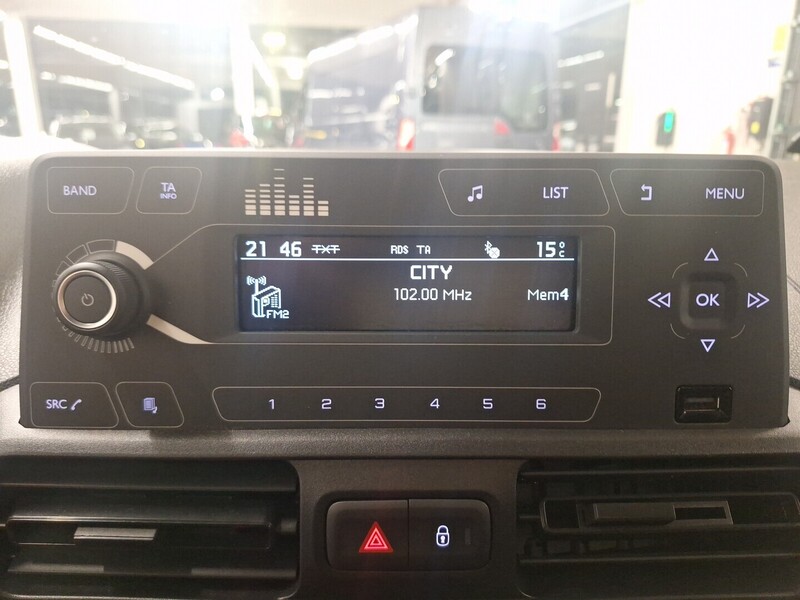 BAND
TA
INFO
LIST
MENU
21 46 TXT RDS TA 15°C
CITY
102.00 MHz Mem4
FM2
OK
SRC
1 2 3 4 5 6